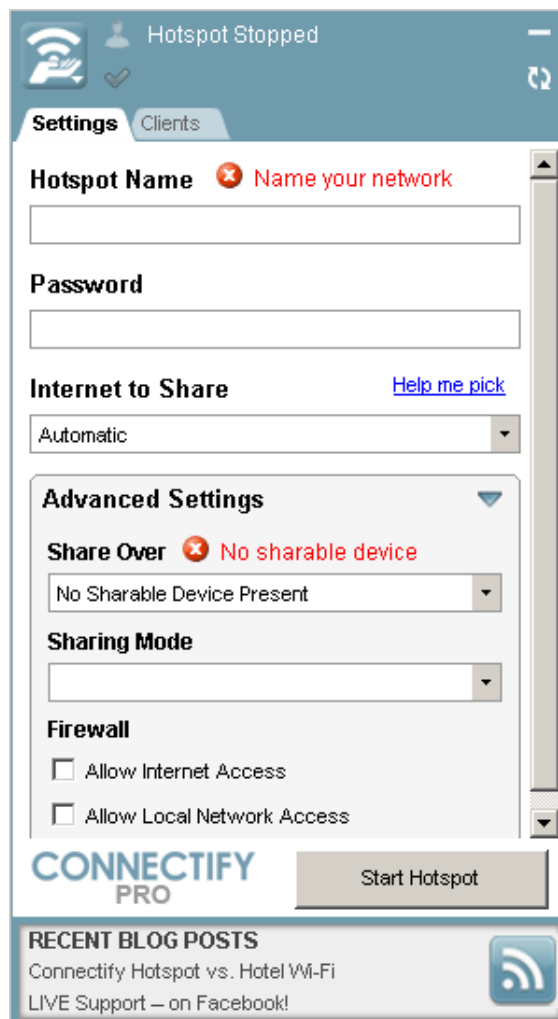 Hotspot Stopped
Settings Clients
Hotspot Name Name your network
Password
Internet to Share Help me pick
Automatic
Advanced Settings
Share Over No sharable device
No Sharable Device Present
Sharing Mode
Firewall
Allow Internet Access
Allow Local Network Access
CONNECTIFY
PRO
Start Hotspot
RECENT BLOG POSTS
Connectify Hotspot vs. Hotel Wi-Fi
LIVE Support – on Facebook!